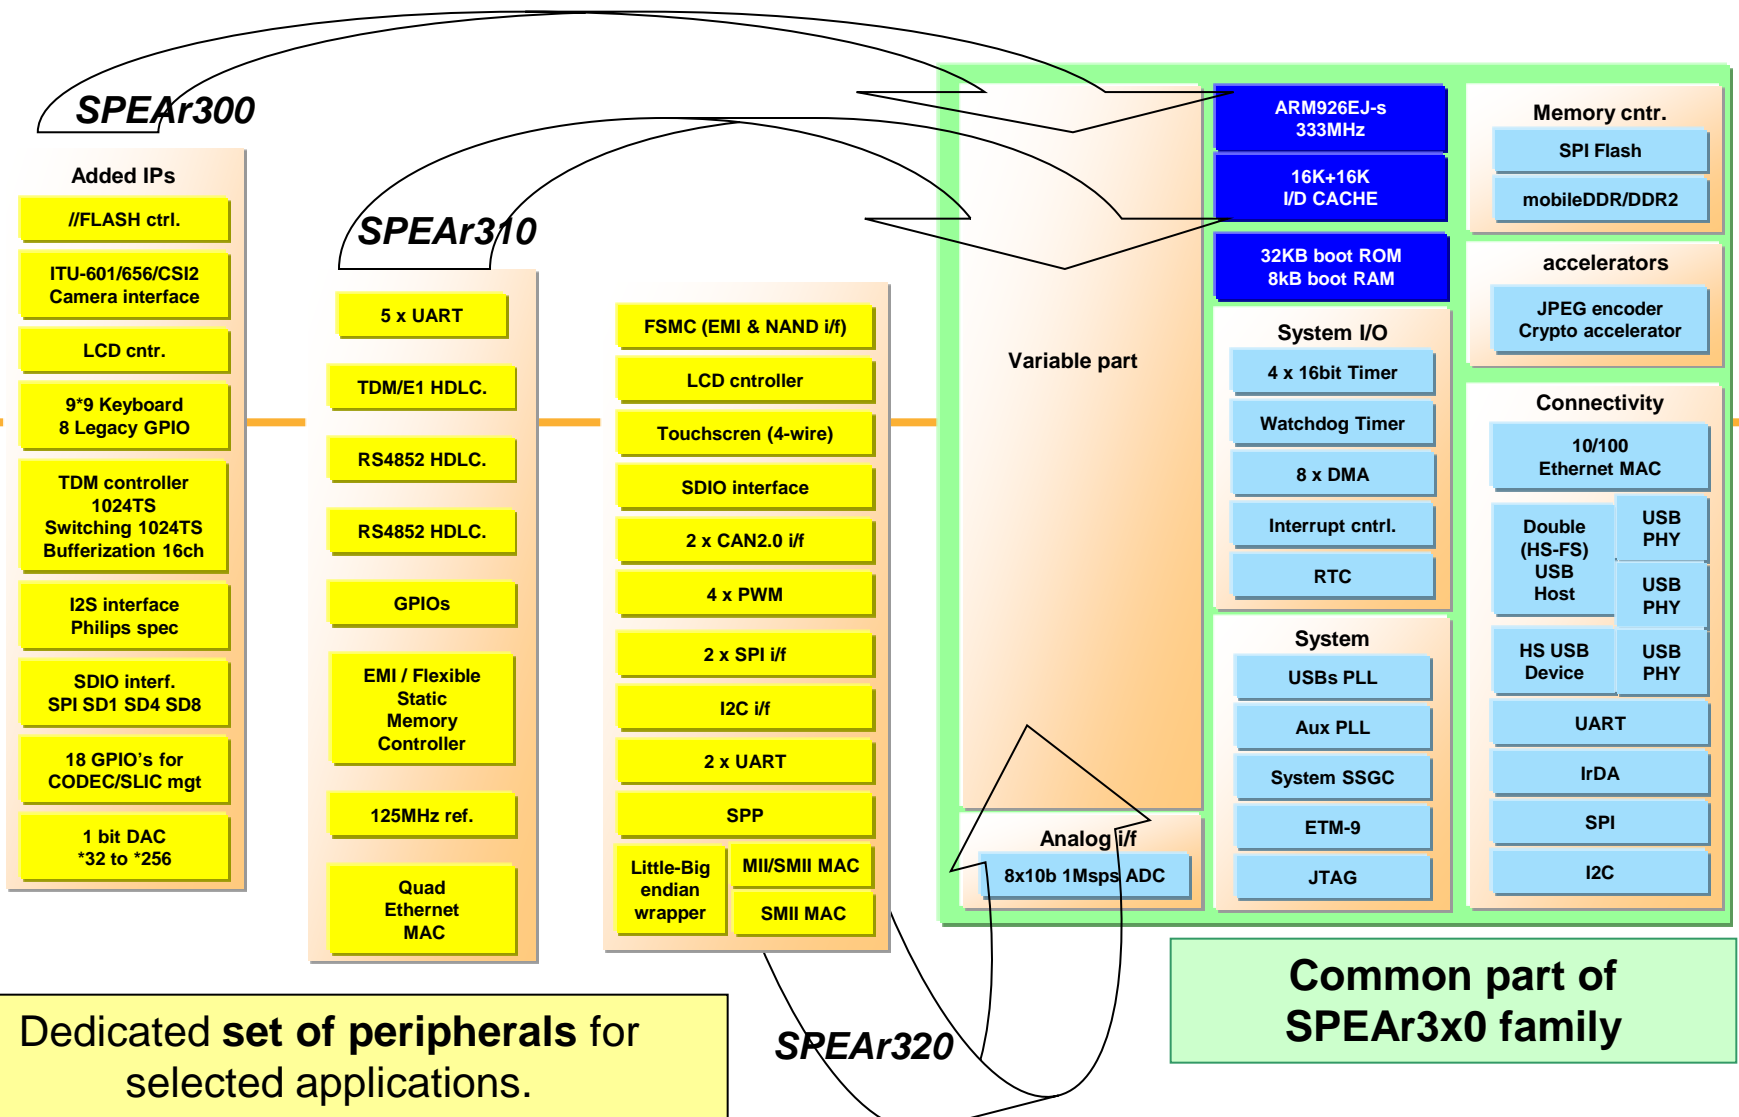 SPEAr300
Added IPs
//FLASH ctrl.
ITU-601/656/CSI2
Camera interface
LCD cntr.
9*9 Keyboard
8 Legacy GPIO
TDM controller
1024TS
Switching 1024TS
Bufferization 16ch
I2S interface
Philips spec
SDIO interf.
SPI SD1 SD4 SD8
18 GPIO’s for
CODEC/SLIC mgt
1 bit DAC
*32 to *256
SPEAr310
5 x UART
TDM/E1 HDLC.
RS4852 HDLC.
RS4852 HDLC.
GPIOs
EMI / Flexible
Static
Memory
Controller
125MHz ref.
Quad
Ethernet
MAC
FSMC (EMI & NAND i/f)
LCD cntroller
Touchscren (4-wire)
SDIO interface
2 x CAN2.0 i/f
4 x PWM
2 x SPI i/f
I2C i/f
2 x UART
SPP
Little-Big
endian
wrapper
MII/SMII MAC
SMII MAC
SPEAr320
Variable part
Analog i/f
8x10b 1Msps ADC
ARM926EJ-s
333MHz
16K+16K
I/D CACHE
32KB boot ROM
8kB boot RAM
System I/O
4 x 16bit Timer
Watchdog Timer
8 x DMA
Interrupt cntrl.
RTC
System
USBs PLL
Aux PLL
System SSGC
ETM-9
JTAG
Memory cntr.
SPI Flash
mobileDDR/DDR2
accelerators
JPEG encoder
Crypto accelerator
Connectivity
10/100
Ethernet MAC
Double
(HS-FS)
USB
Host
USB
PHY
USB
PHY
HS USB
Device
USB
PHY
UART
IrDA
SPI
I2C
Dedicated set of peripherals for
selected applications.
Common part of
SPEAr3x0 family